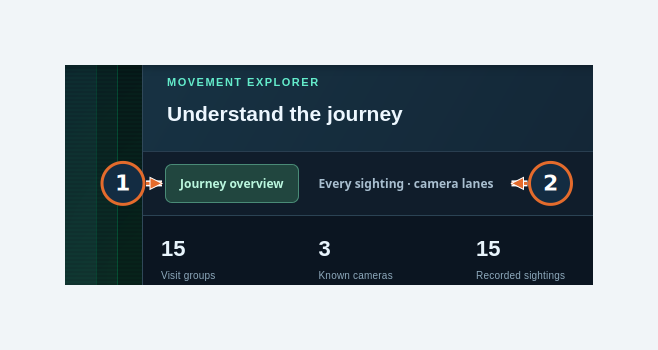 MOVEMENT EXPLORER
Understand the journey
1 Journey overview Every sighting · camera lanes 2
15 3 15
Visit groups Known cameras Recorded sightings